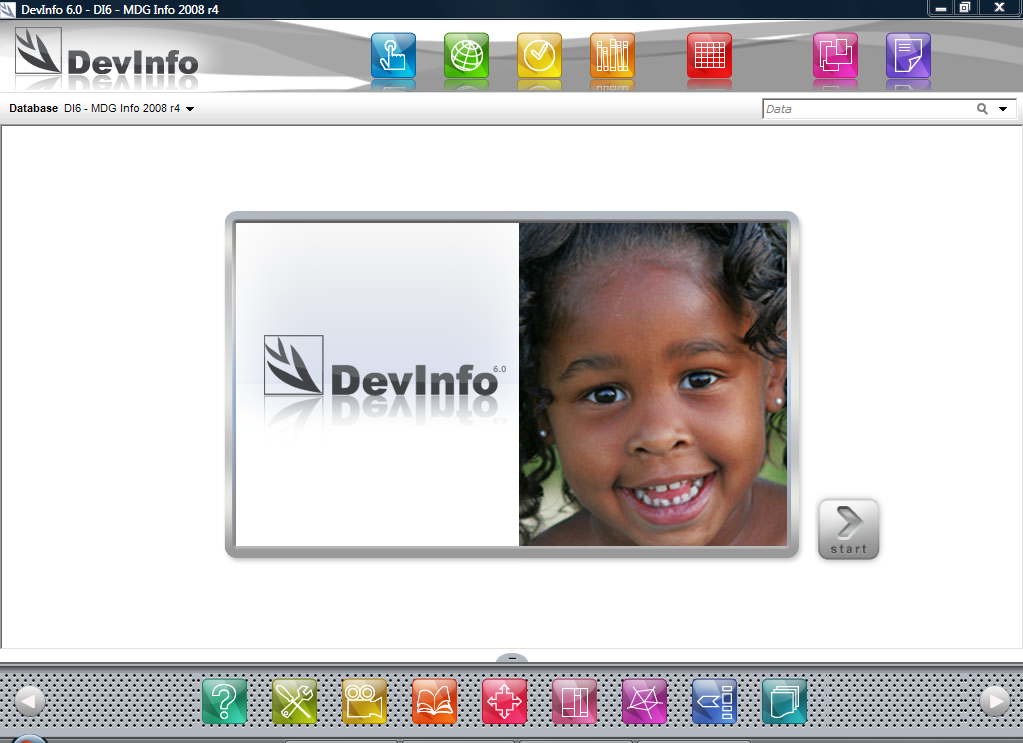 DevInfo 6.0 - DI6 - MDG Info 2008 r4
DevInfo
Database DI6 - MDG Info 2008 r4
Data
DevInfo 6.0
start